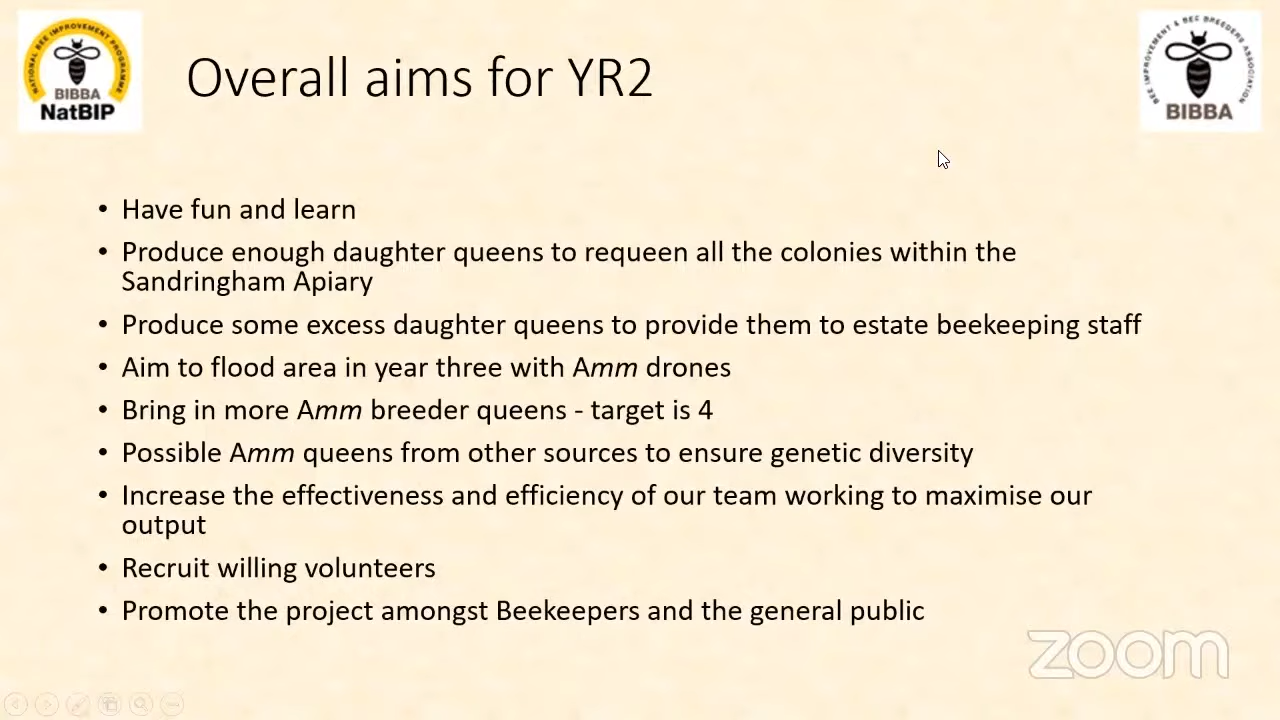 NATIONAL BEE IMPROVEMENT PROGRAMME
BIBBA
NatBIP
Overall aims for YR2
BEE IMPROVEMENT & BEE BREEDERS ASSOCIATION
BIBBA
• Have fun and learn
• Produce enough daughter queens to requeen all the colonies within the
Sandringham Apiary
• Produce some excess daughter queens to provide them to estate beekeeping staff
• Aim to flood area in year three with Amm drones
• Bring in more Amm breeder queens - target is 4
• Possible Amm queens from other sources to ensure genetic diversity
• Increase the effectiveness and efficiency of our team working to maximise our
output
• Recruit willing volunteers
• Promote the project amongst Beekeepers and the general public
zoom